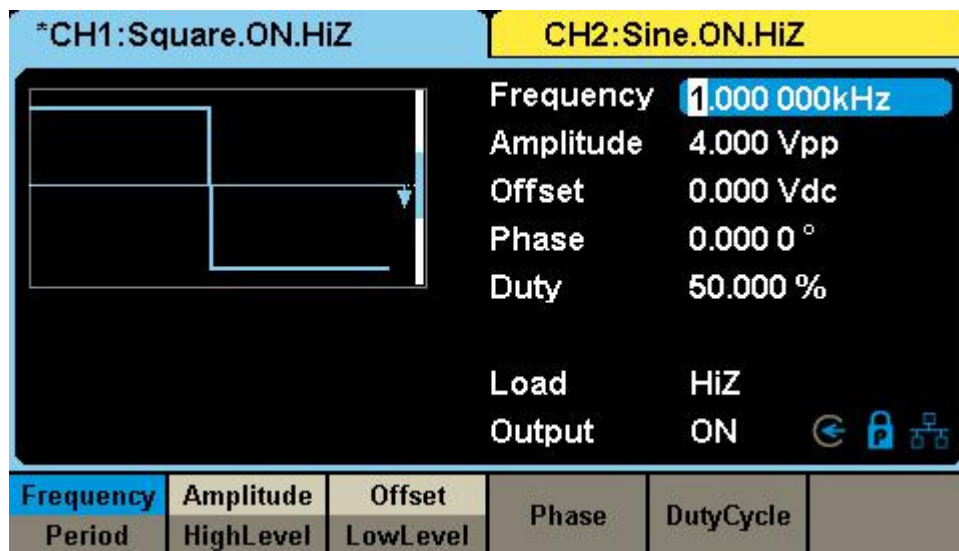 *CH1:Square.ON.HiZ
CH2:Sine.ON.HiZ
Frequency 1.000 000kHz
Amplitude 4.000 Vpp
Offset 0.000 Vdc
Phase 0.000 0 °
Duty 50.000 %
Load HiZ
Output ON
P
Frequency Amplitude Offset
Phase DutyCycle
Period HighLevel LowLevel